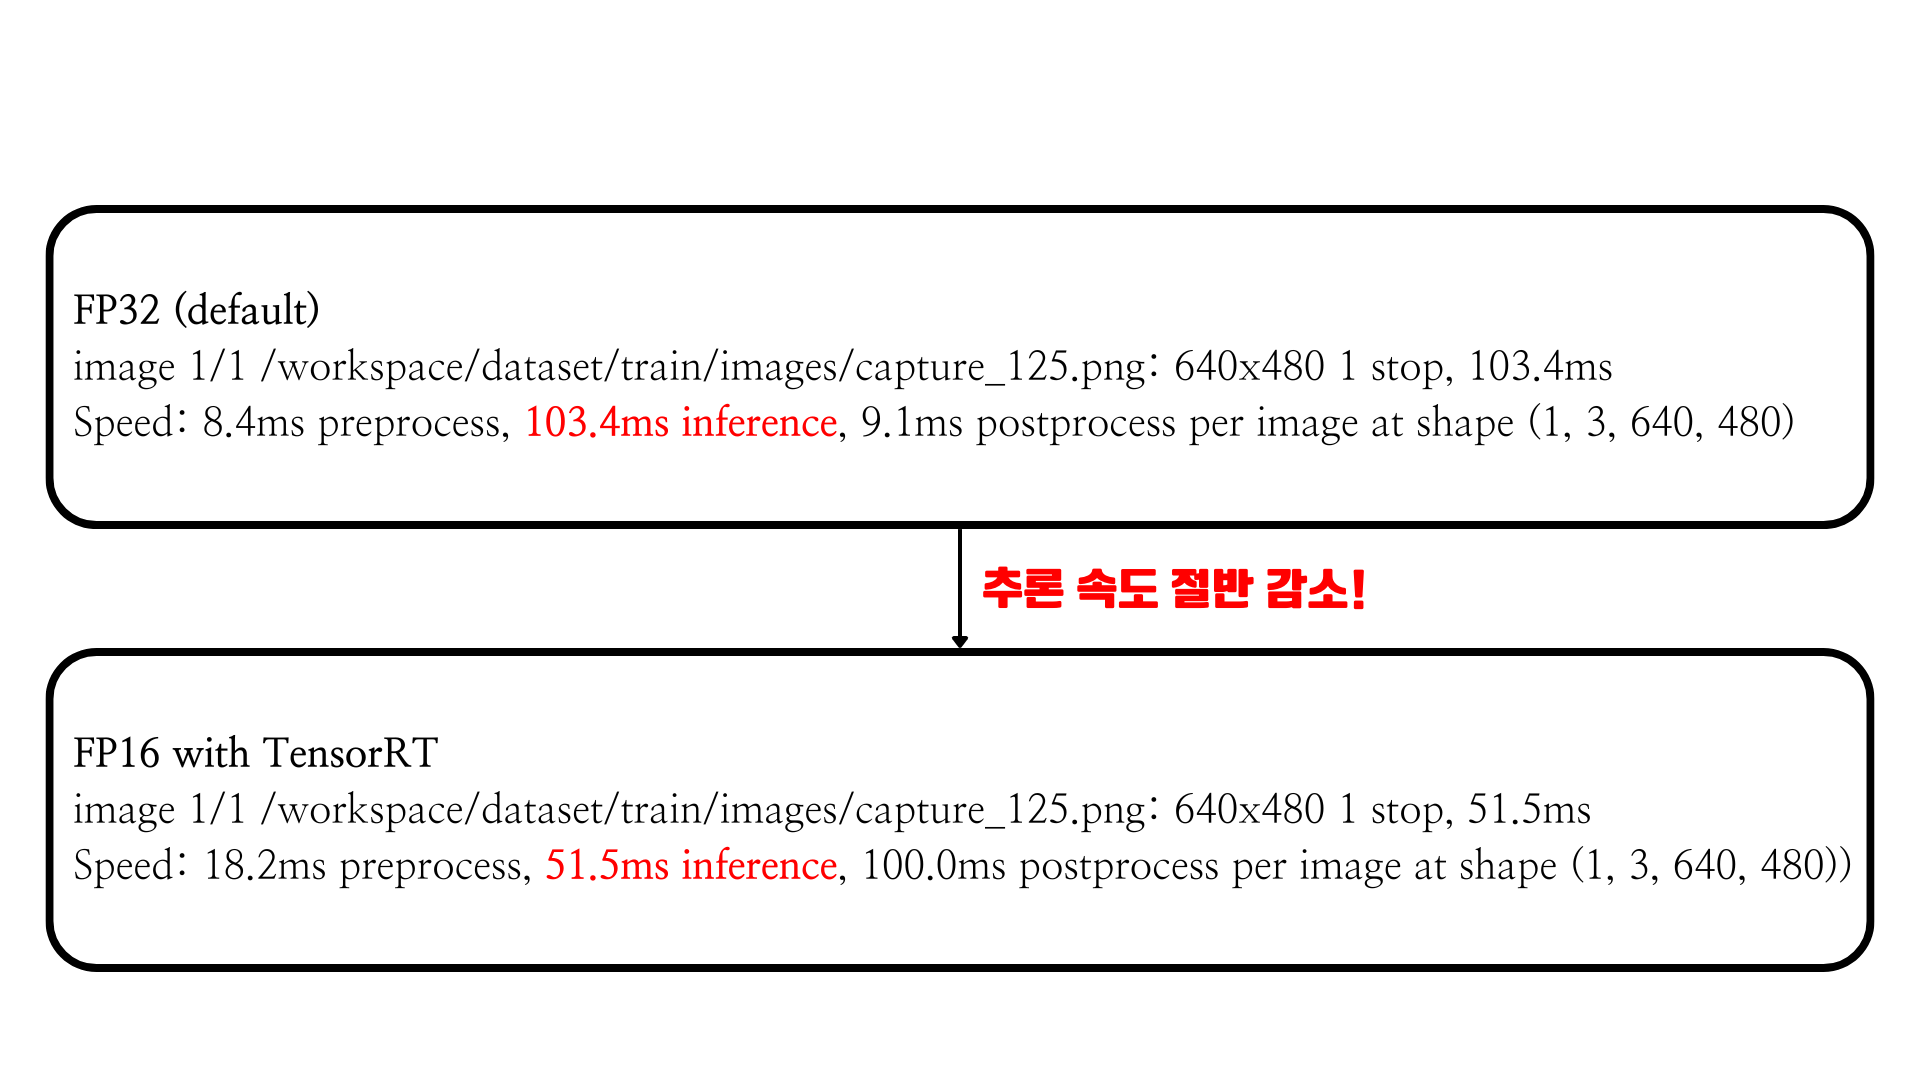 FP32 (default)
image 1/1 /workspace/dataset/train/images/capture_125.png: 640x480 1 stop, 103.4ms
Speed: 8.4ms preprocess, 103.4ms inference, 9.1ms postprocess per image at shape (1, 3, 640, 480)
추론 속도 절반 감소!
FP16 with TensorRT
image 1/1 /workspace/dataset/train/images/capture_125.png: 640x480 1 stop, 51.5ms
Speed: 18.2ms preprocess, 51.5ms inference, 100.0ms postprocess per image at shape (1, 3, 640, 480))